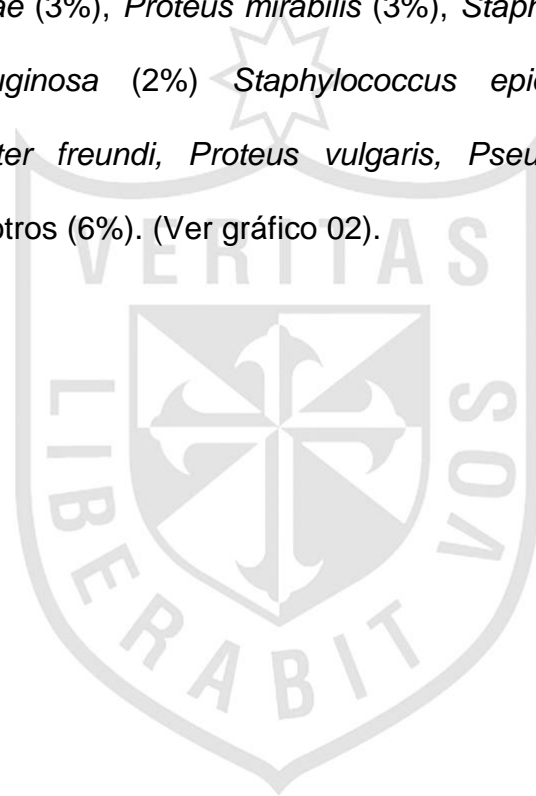 ae (3%), Proteus mirabilis (3%), Staph
uginosa (2%) Staphylococcus epi
ter freundi, Proteus vulgaris, Pseu
otros (6%). (Ver gráfico 02).
VERITAS
LIBERABIT VOS